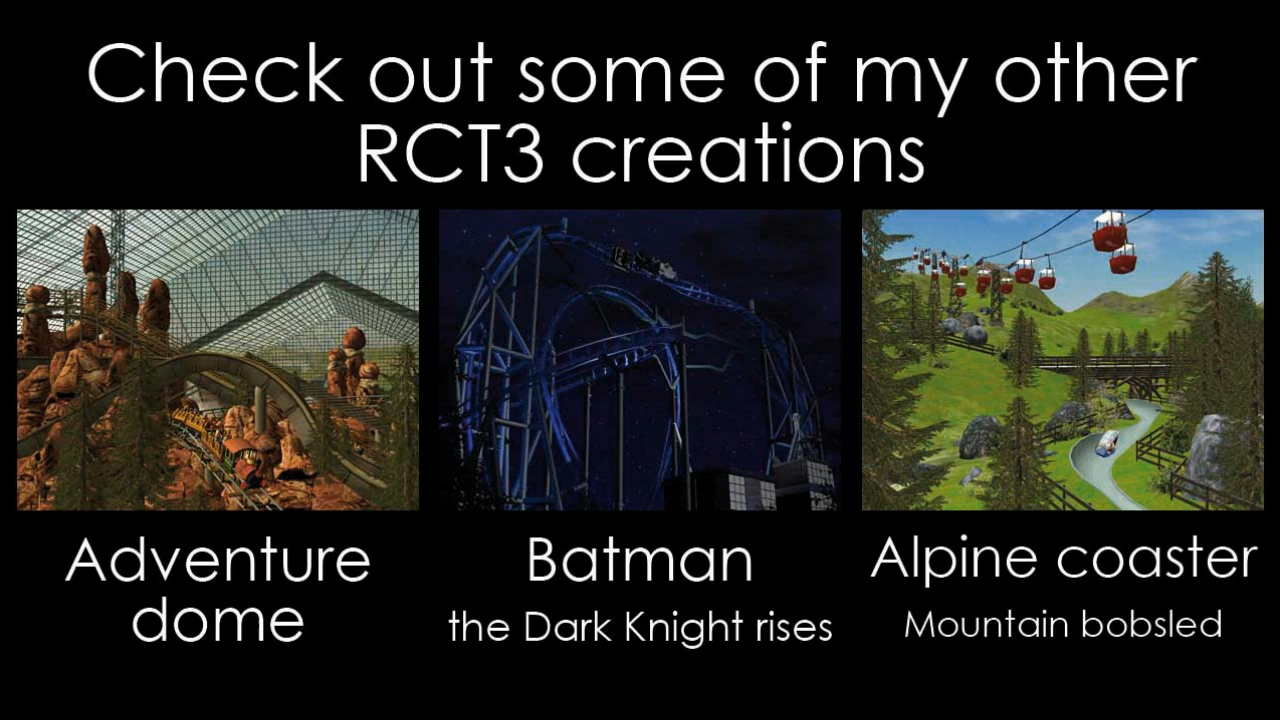 Check out some of my other
RCT3 creations
Adventure
dome
Batman
the Dark Knight rises
Alpine coaster
Mountain bobsled